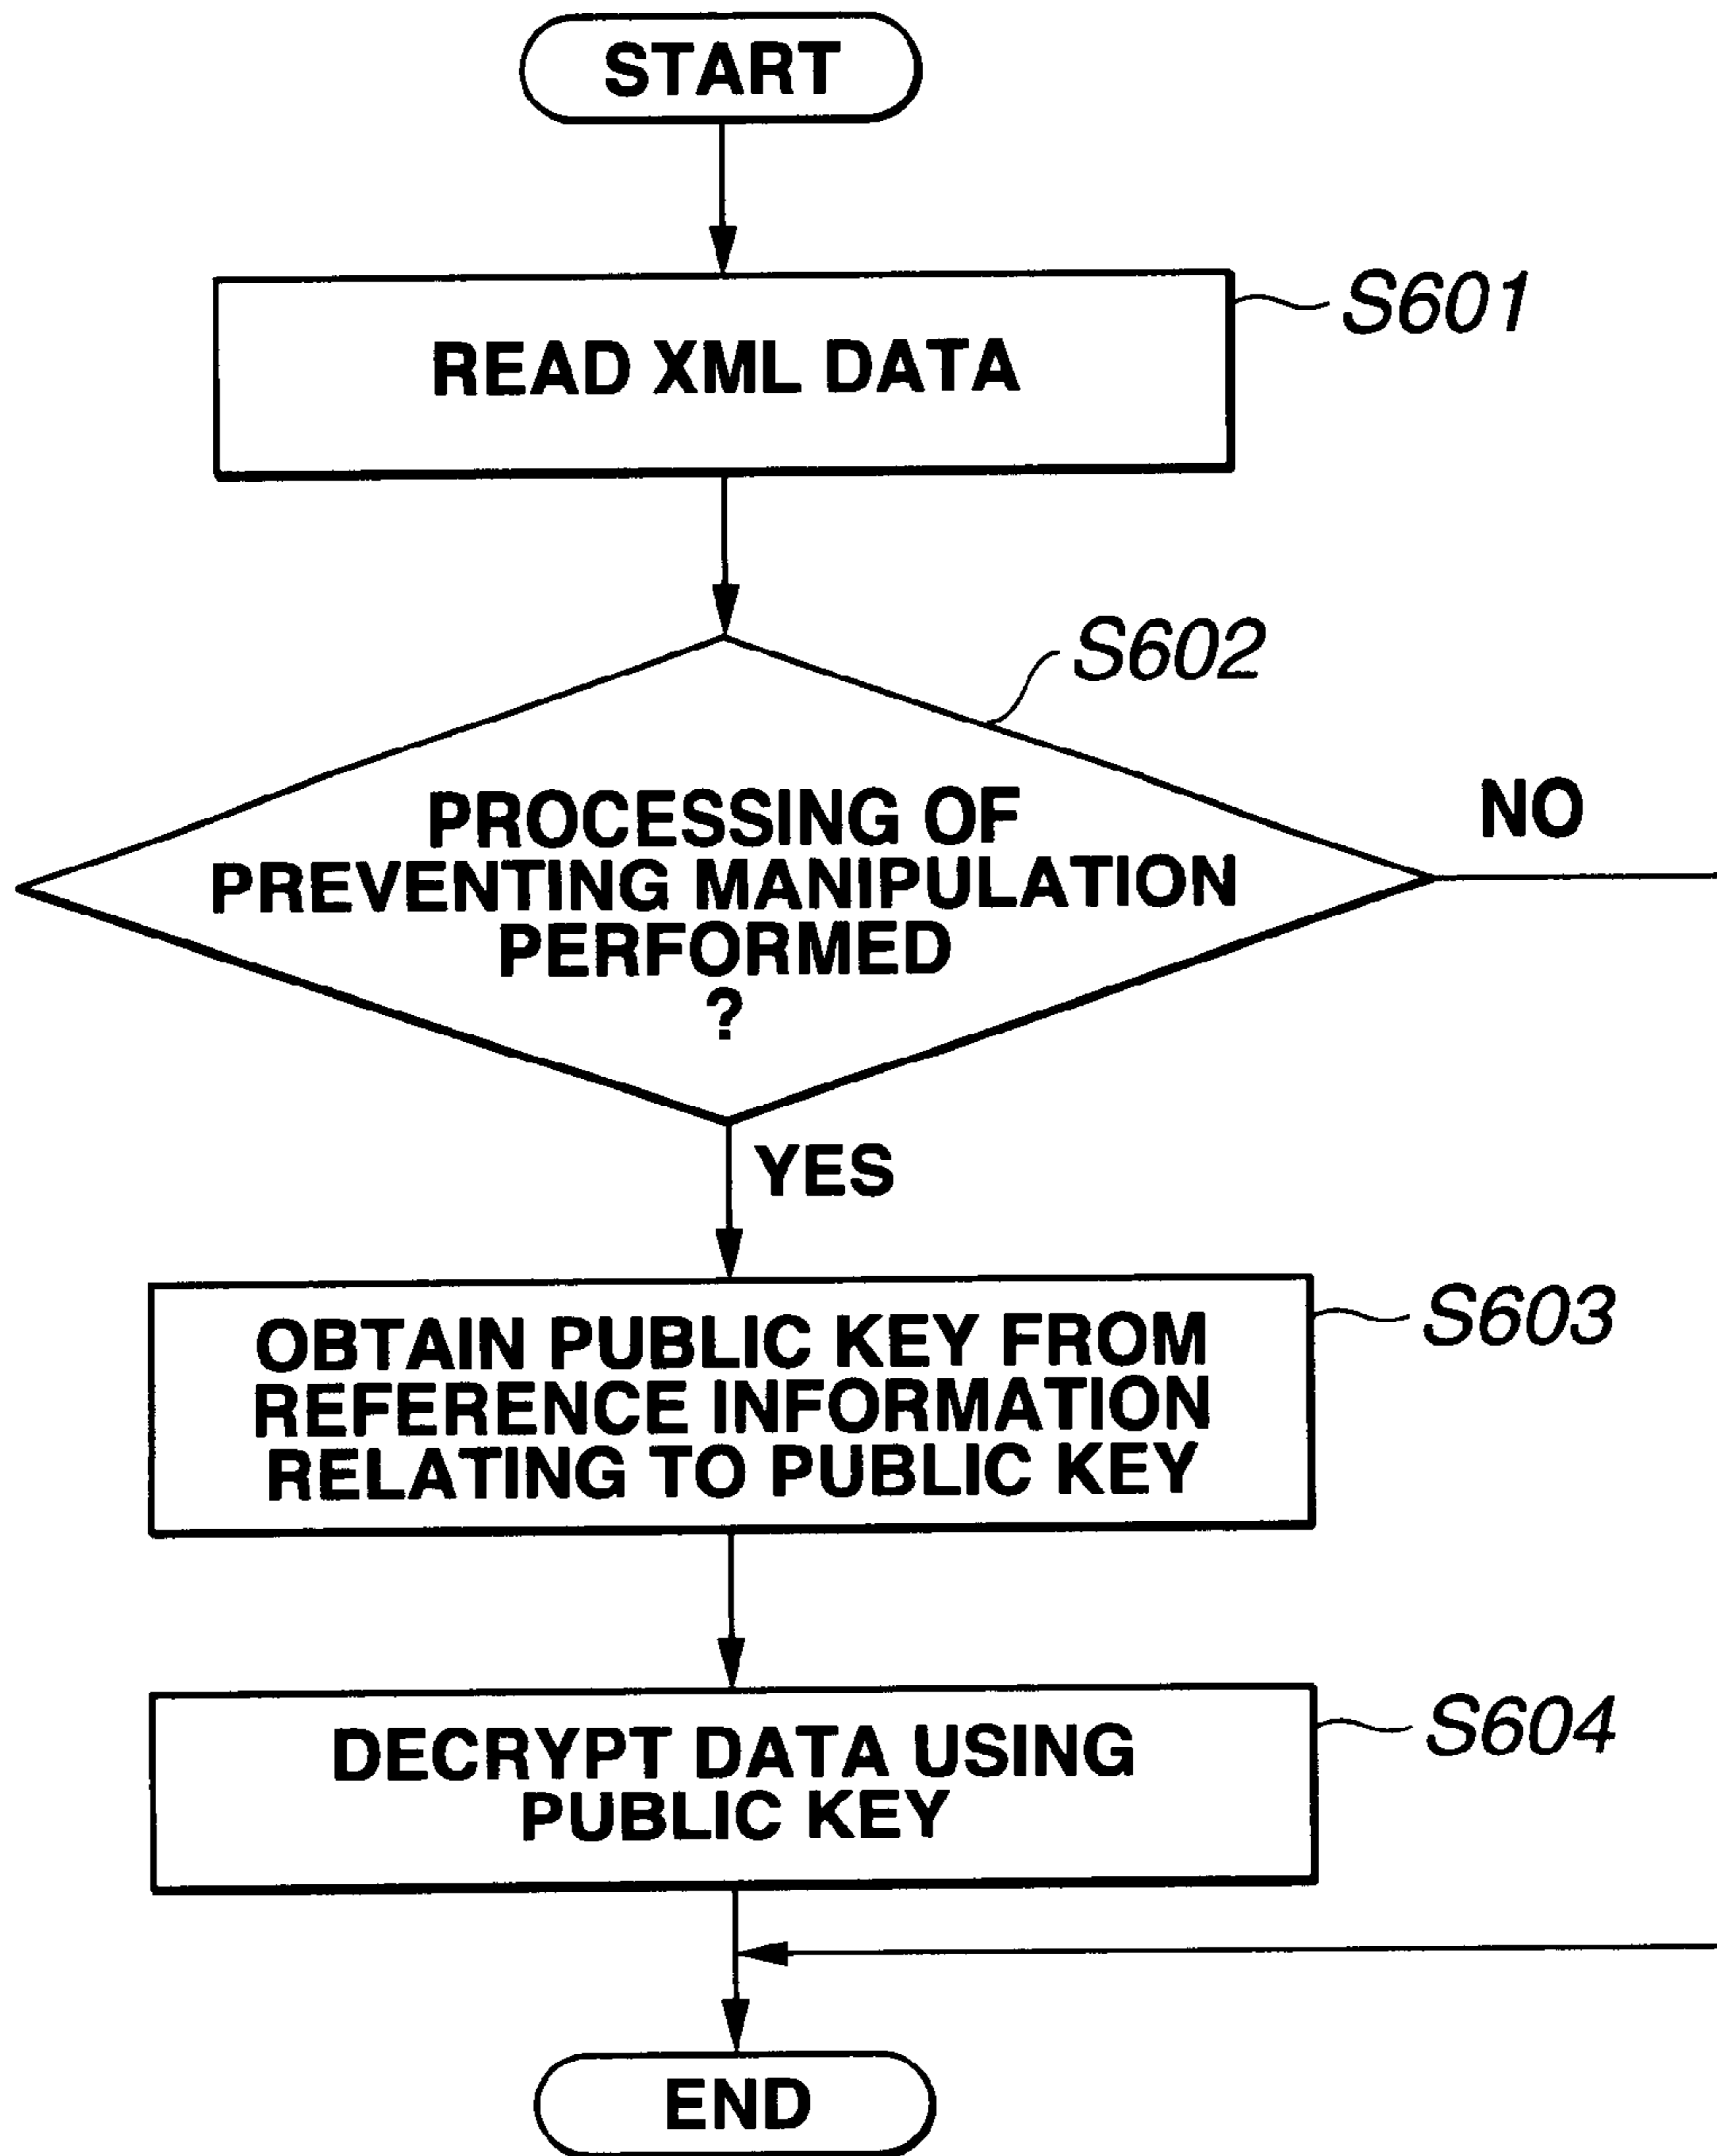 START
READ XML DATA
S601
S602
PROCESSING OF
PREVENTING MANIPULATION
PERFORMED
?
NO
YES
OBTAIN PUBLIC KEY FROM
REFERENCE INFORMATION
RELATING TO PUBLIC KEY
S603
DECRYPT DATA USING
PUBLIC KEY
S604
END